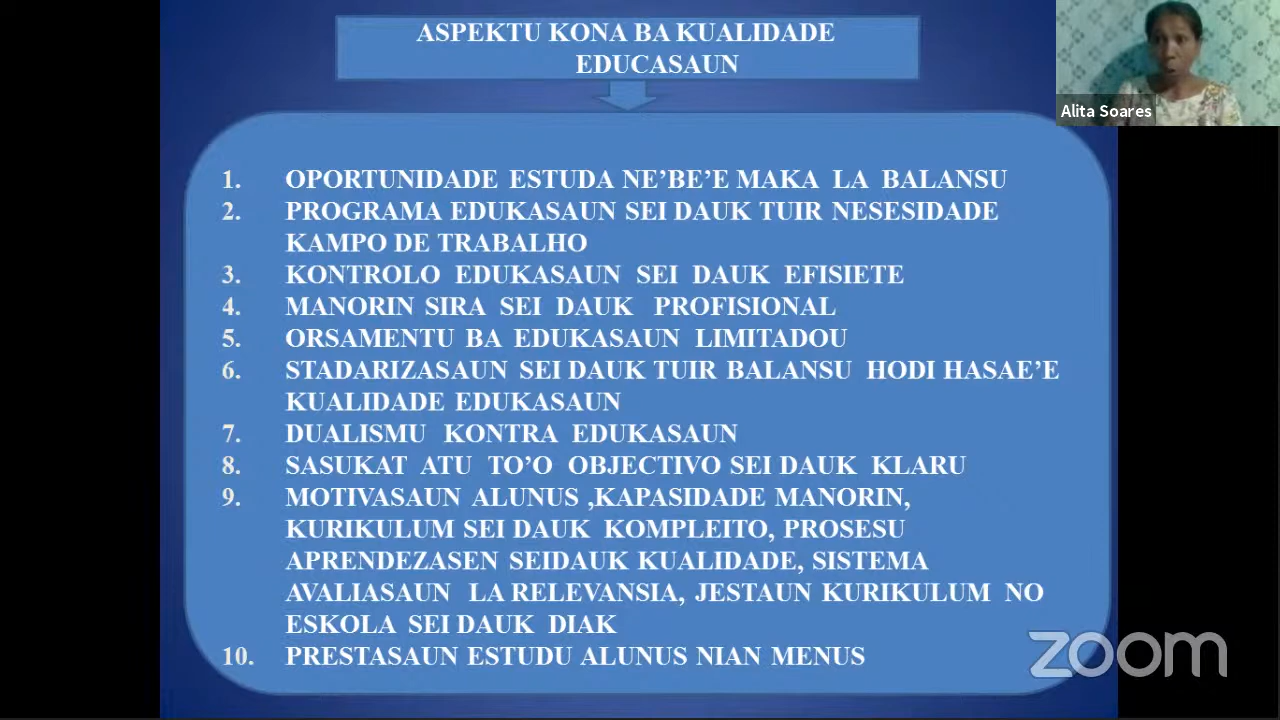 ASPEKTU KONA BA KUALIDADE
EDUCASAUN
Alita Soares
1. OPORTUNIDADE ESTUDA NE’BE’E MAKA LA BALANSU
2. PROGRAMA EDUKASAUN SEI DAUK TUIR NESESIDADE
KAMPO DE TRABALHO
3. KONTROLO EDUKASAUN SEI DAUK EFISIETE
4. MANORIN SIRA SEI DAUK PROFISIONAL
5. ORSAMENTU BA EDUKASAUN LIMITADOU
6. STADARIZASAUN SEI DAUK TUIR BALANSU HODI HASAE’E
KUALIDADE EDUKASAUN
7. DUALISMU KONTRA EDUKASAUN
8. SASUKAT ATU TO’O OBJECTIVO SEI DAUK KLARU
9. MOTIVASAUN ALUNUS ,KAPASIDADE MANORIN,
KURIKULUM SEI DAUK KOMPLEITO, PROSESU
APRENDEZASEN SEIDAUK KUALIDADE, SISTEMA
AVALIASAUN LA RELEVANSIA, JESTAUN KURIKULUM NO
ESKOLA SEI DAUK DIAK
10. PRESTASAUN ESTUDU ALUNUS NIAN MENUS
zoom